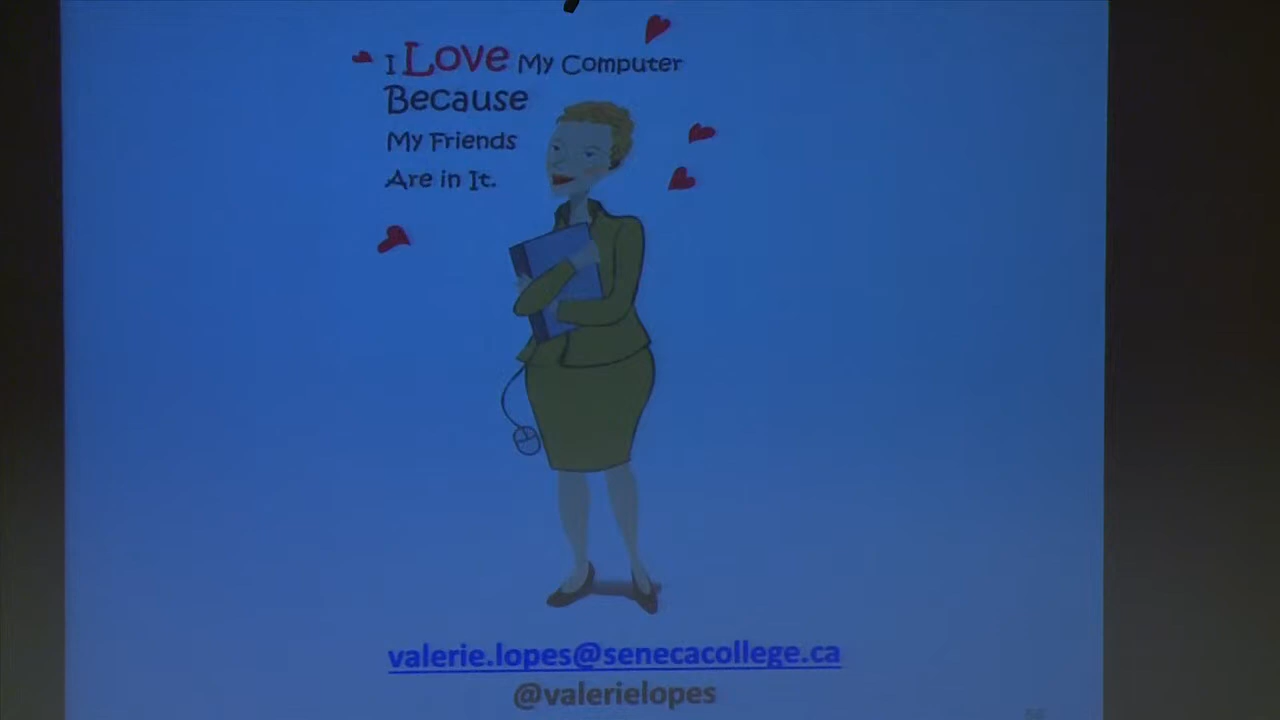 I Love My Computer
Because
My Friends
Are in It.
valerie.lopes@senecacollege.ca
@valerielopes